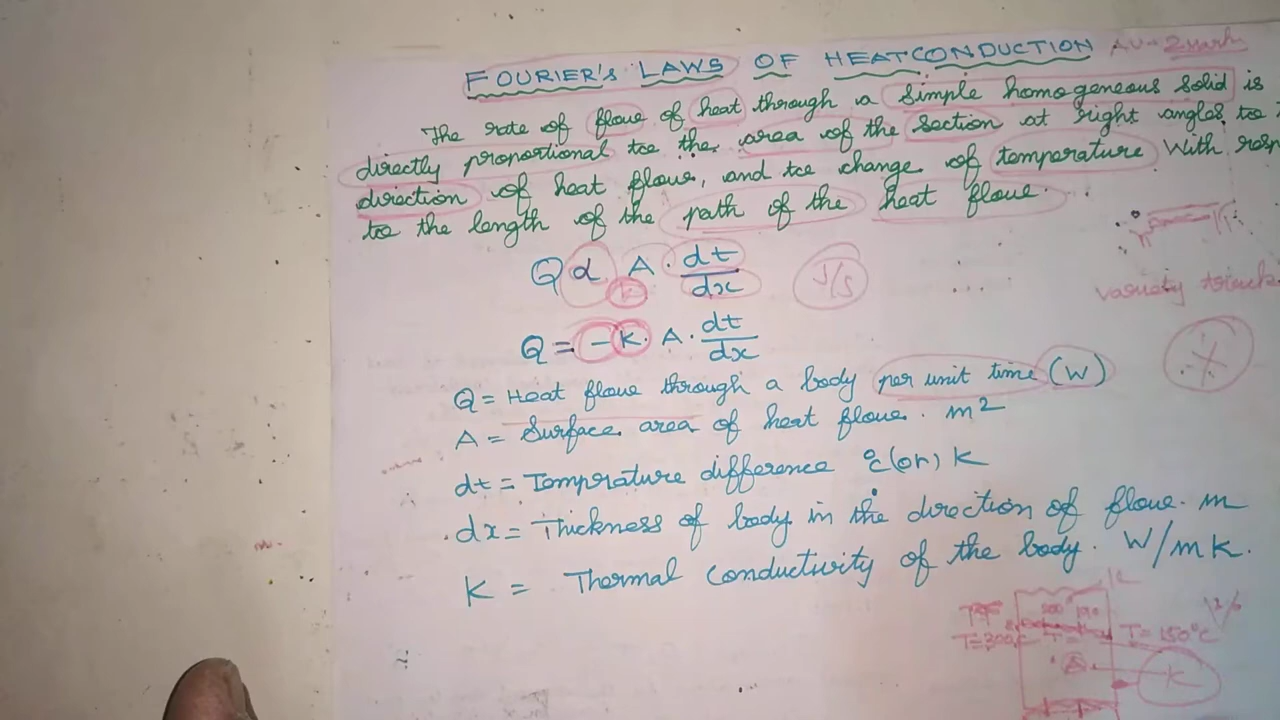 FOURIER'S LAWS OF HEATCONDUCTION AU-2mark
The rate of flow of heat through a simple homogeneous solid is
directly proportional to the area of the section at right angles to
direction of heat flow, and to change of temperature with resp
to the length of the path of the heat flow.
Q α A. dt/dx J/S
k
Q = -K. A. dt/dx
Q = Heat flow through a body per unit time (W)
A = Surface area of heat flow. m²
dt = Temprature difference °c (or) K
dx = Thickness of body in the direction of flow. m
K = Thermal conductivity of the body. W/mK.
T=300c T= T=150°C
A K